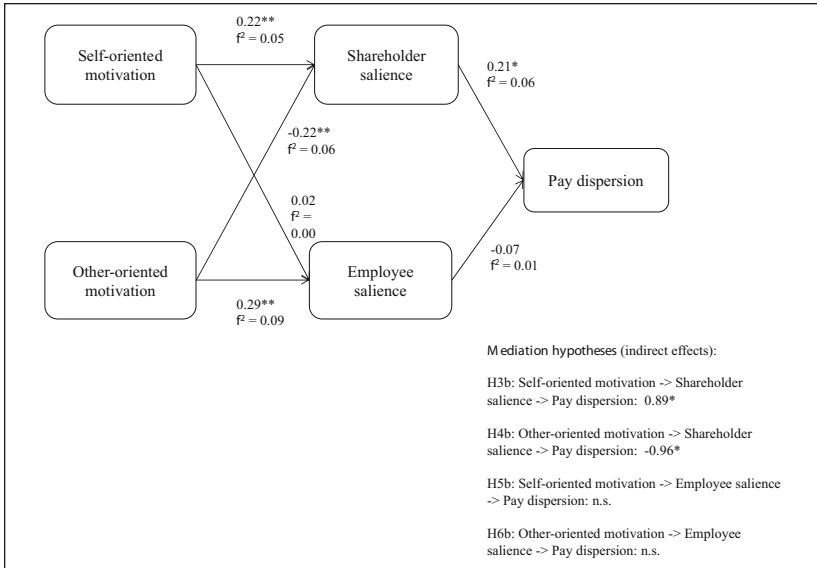 0.22**
f² = 0.05
Self-oriented
motivation
Shareholder
salience
0.21*
f² = 0.06
-0.22**
f² = 0.06
Pay dispersion
0.02
f² =
0.00
Other-oriented
motivation
Employee
salience
-0.07
f² = 0.01
0.29**
f² = 0.09
Mediation hypotheses (indirect effects):
H3b: Self-oriented motivation -> Shareholder
salience -> Pay dispersion: 0.89*
H4b: Other-oriented motivation -> Shareholder
salience -> Pay dispersion: -0.96*
H5b: Self-oriented motivation -> Employee salience
-> Pay dispersion: n.s.
H6b: Other-oriented motivation -> Employee
salience -> Pay dispersion: n.s.